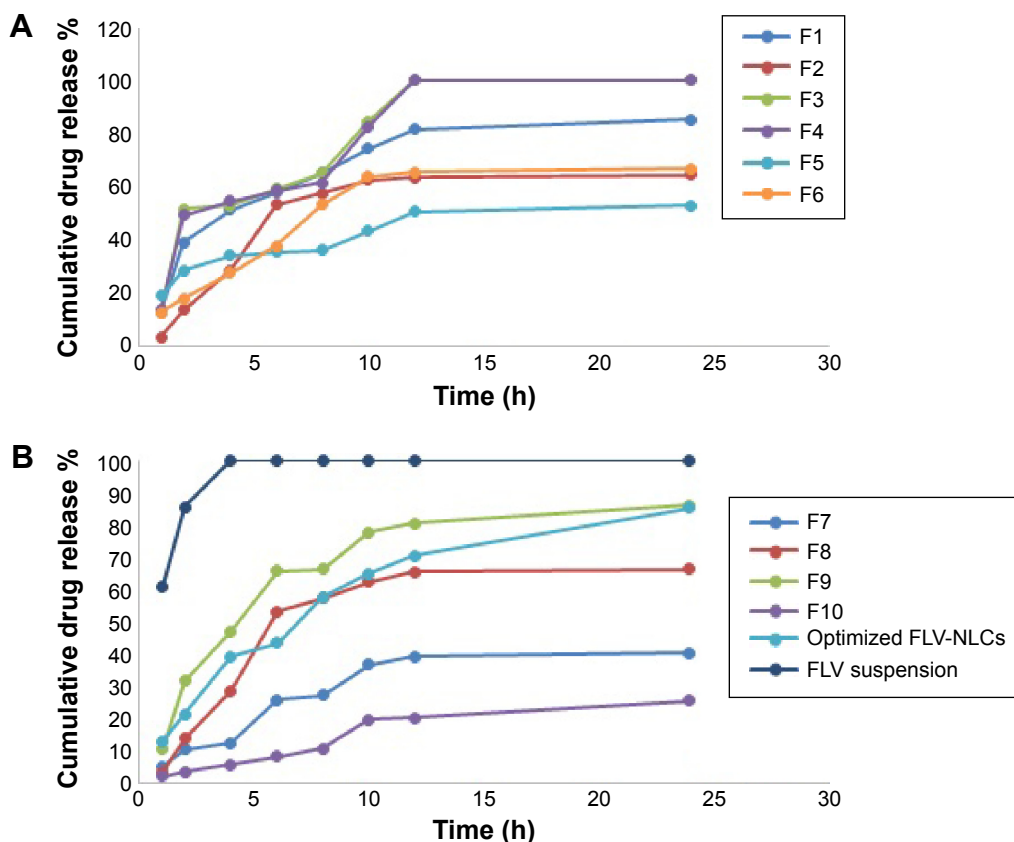 A
Cumulative drug release %
120
100
80
60
40
20
0
0 5 10 15 20 25 30
Time (h)
F1
F2
F3
F4
F5
F6
B
Cumulative drug release %
100
90
80
70
60
50
40
30
20
10
0
0 5 10 15 20 25 30
Time (h)
F7
F8
F9
F10
Optimized FLV-NLCs
FLV suspension